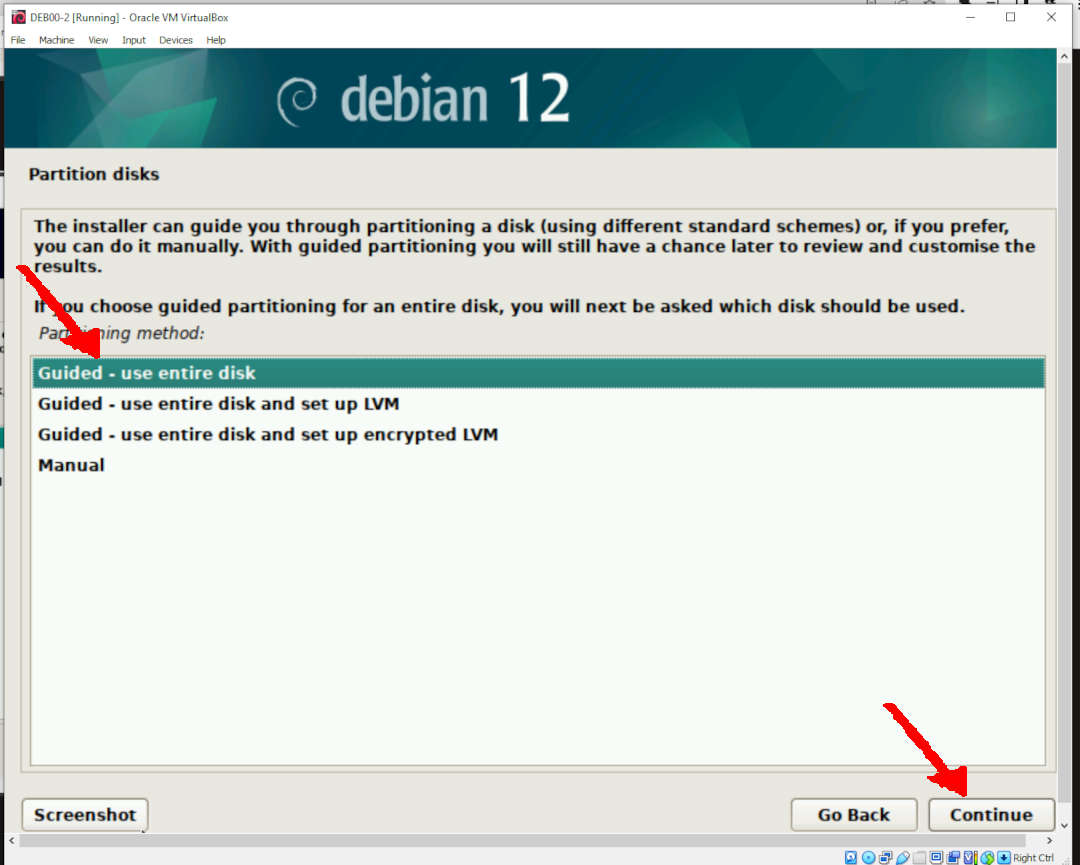 DEB00-2 [Running] - Oracle VM VirtualBox
File Machine View Input Devices Help
debian 12
Partition disks
The installer can guide you through partitioning a disk (using different standard schemes) or, if you prefer,
you can do it manually. With guided partitioning you will still have a chance later to review and customise the
results.
If you choose guided partitioning for an entire disk, you will next be asked which disk should be used.
Partitioning method:
Guided - use entire disk
Guided - use entire disk and set up LVM
Guided - use entire disk and set up encrypted LVM
Manual
Screenshot Go Back Continue
Right Ctrl